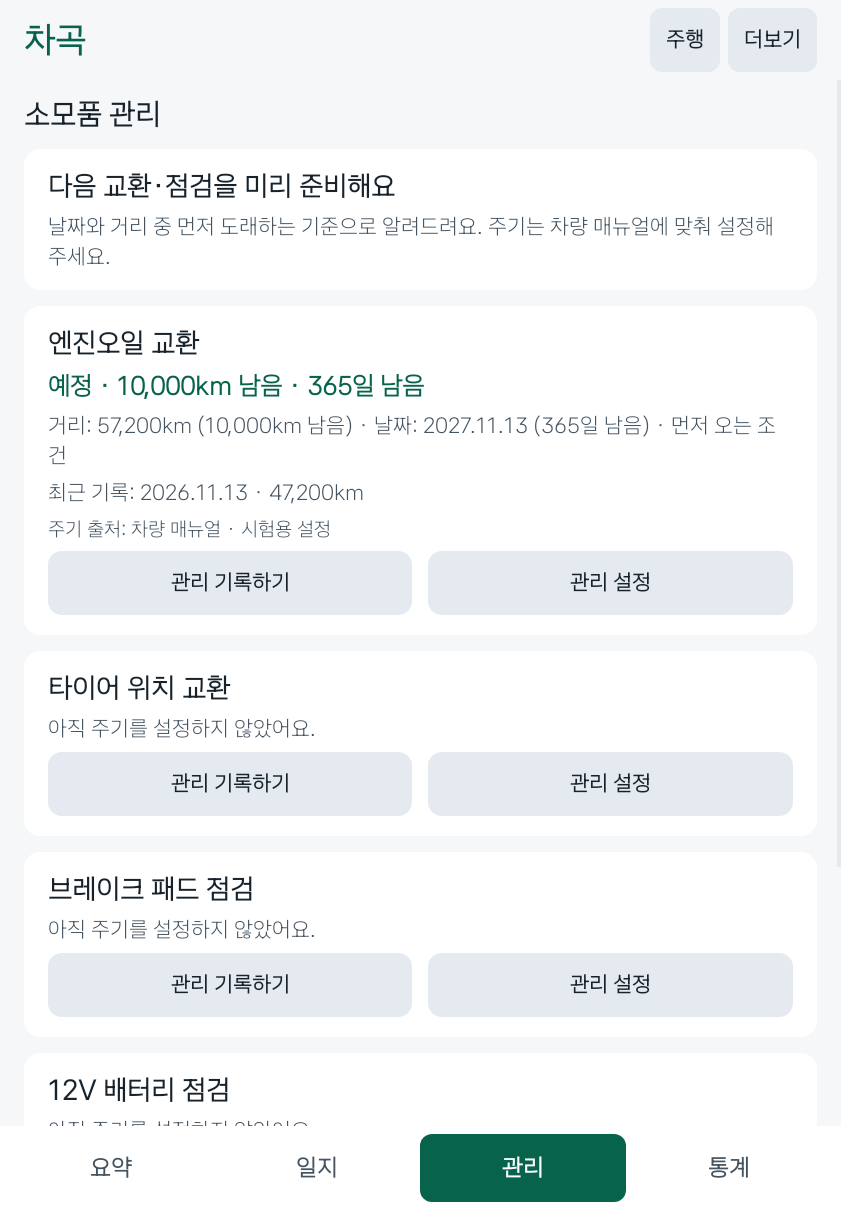 차곡
주행
더보기
소모품 관리
다음 교환·점검을 미리 준비해요
날짜와 거리 중 먼저 도래하는 기준으로 알려드려요. 주기는 차량 매뉴얼에 맞춰 설정해
주세요.
엔진오일 교환
예정 · 10,000km 남음 · 365일 남음
거리: 57,200km (10,000km 남음) · 날짜: 2027.11.13 (365일 남음) · 먼저 오는 조
건
최근 기록: 2026.11.13 · 47,200km
주기 출처: 차량 매뉴얼 · 시험용 설정
관리 기록하기
관리 설정
타이어 위치 교환
아직 주기를 설정하지 않았어요.
관리 기록하기
관리 설정
브레이크 패드 점검
아직 주기를 설정하지 않았어요.
관리 기록하기
관리 설정
12V 배터리 점검
요약
일지
관리
통계